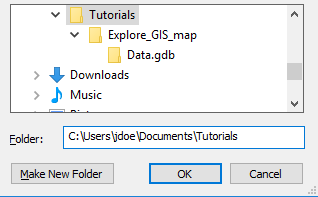 Tutorials
Explore_GIS_map
Data.gdb
Downloads
Music
Folder:
C:\Users\jdoe\Documents\Tutorials
Make New Folder
OK
Cancel